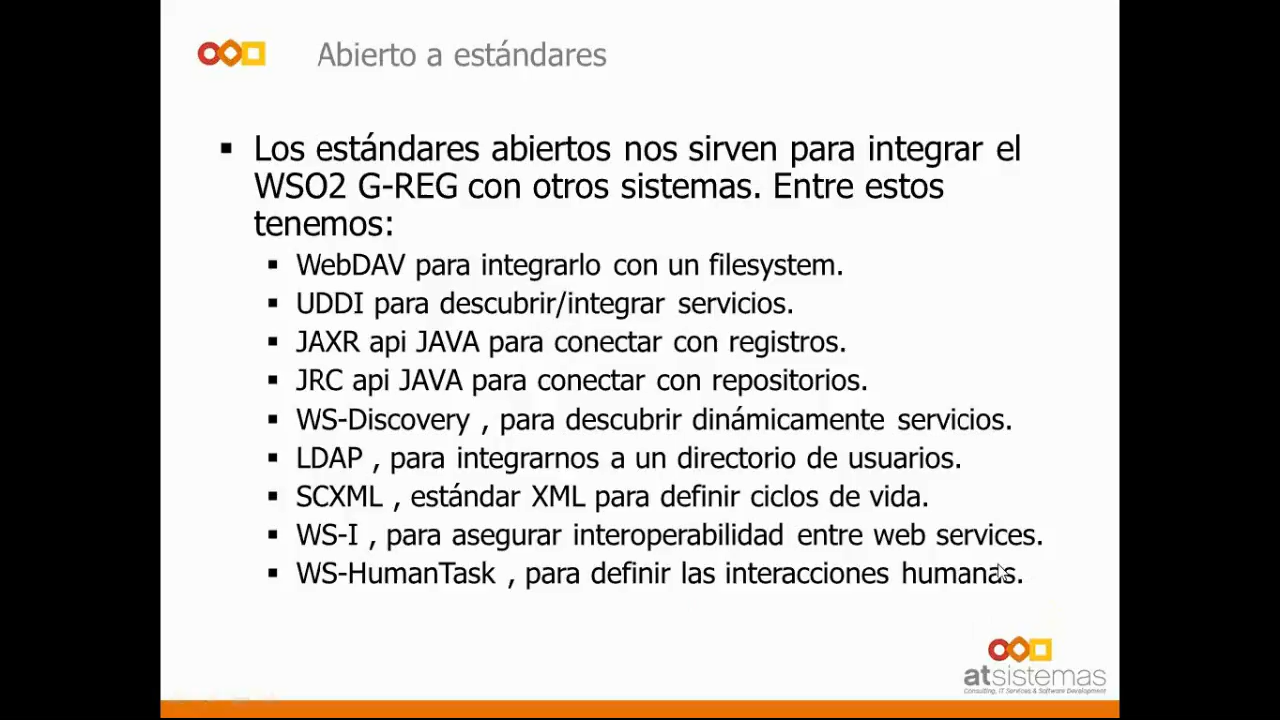 Abierto a estándares
▪ Los estándares abiertos nos sirven para integrar el
WSO2 G-REG con otros sistemas. Entre estos
tenemos:
▪ WebDAV para integrarlo con un filesystem.
▪ UDDI para descubrir/integrar servicios.
▪ JAXR api JAVA para conectar con registros.
▪ JRC api JAVA para conectar con repositorios.
▪ WS-Discovery , para descubrir dinámicamente servicios.
▪ LDAP , para integrarnos a un directorio de usuarios.
▪ SCXML , estándar XML para definir ciclos de vida.
▪ WS-I , para asegurar interoperabilidad entre web services.
▪ WS-HumanTask , para definir las interacciones humanas.
atsistemas
Consulting, IT Services & Software Development